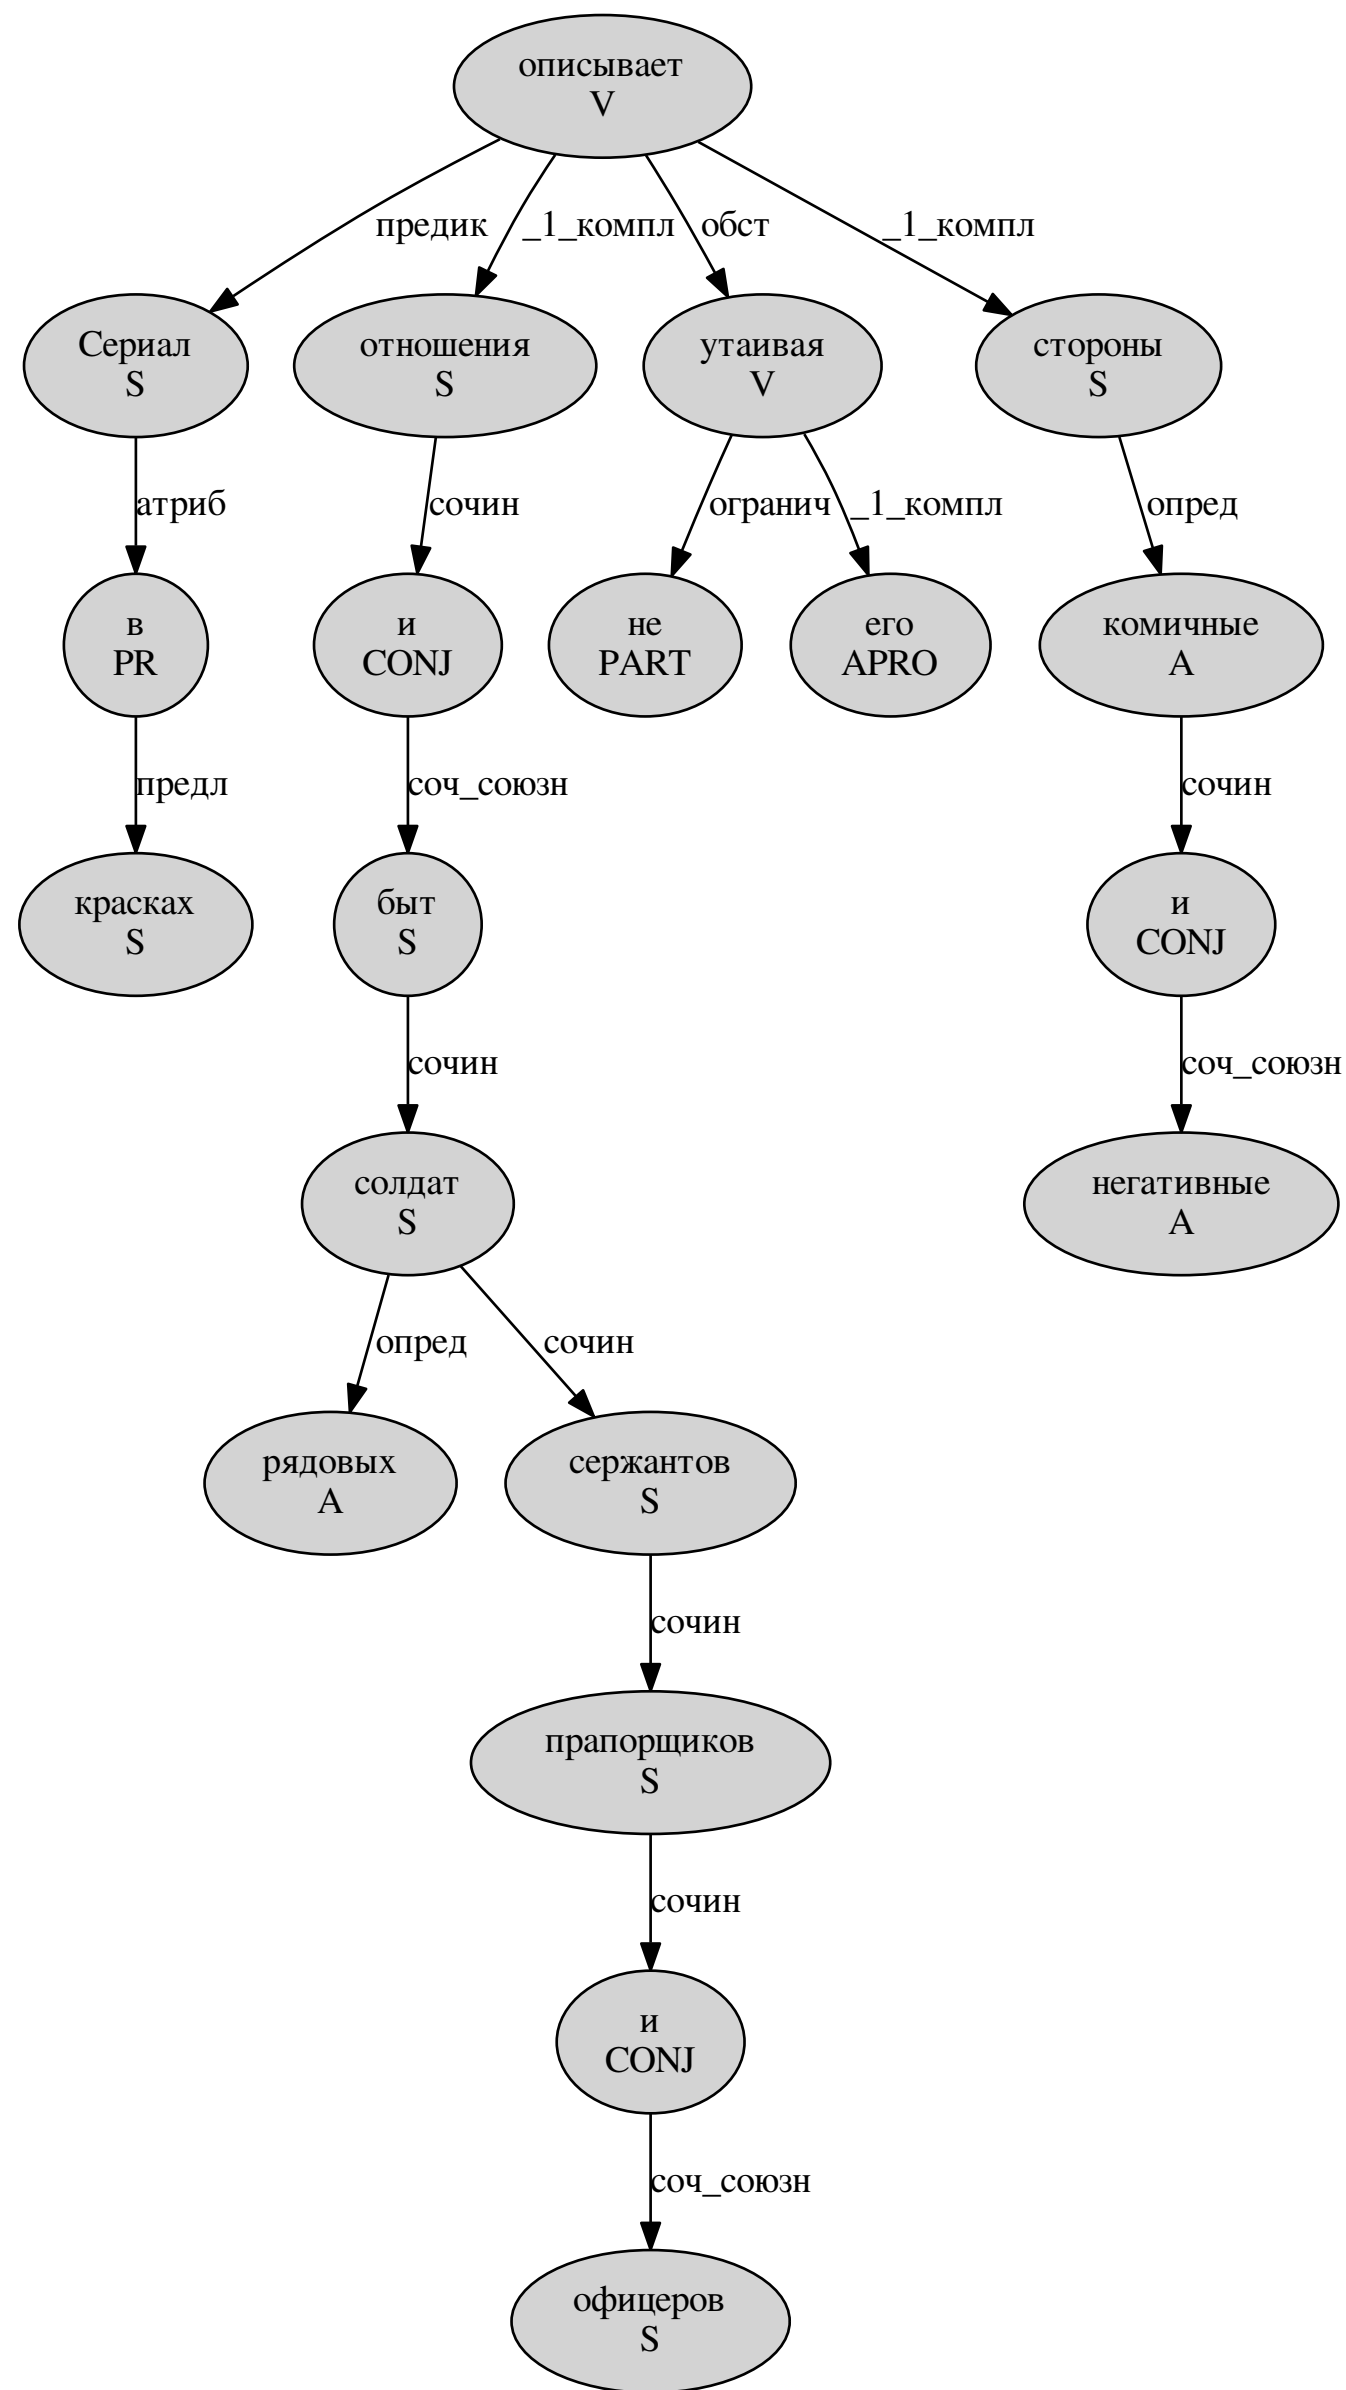 описывает
V
предик
_1_компл
обст
_1_компл
Сериал
S
отношения
S
утаивая
V
стороны
S
атриб
сочин
огранич
_1_компл
опред
в
PR
и
CONJ
не
PART
его
APRO
комичные
A
предл
соч_союзн
сочин
красках
S
быт
S
и
CONJ
сочин
соч_союзн
солдат
S
негативные
A
опред
сочин
рядовых
A
сержантов
S
сочин
прапорщиков
S
сочин
и
CONJ
соч_союзн
офицеров
S